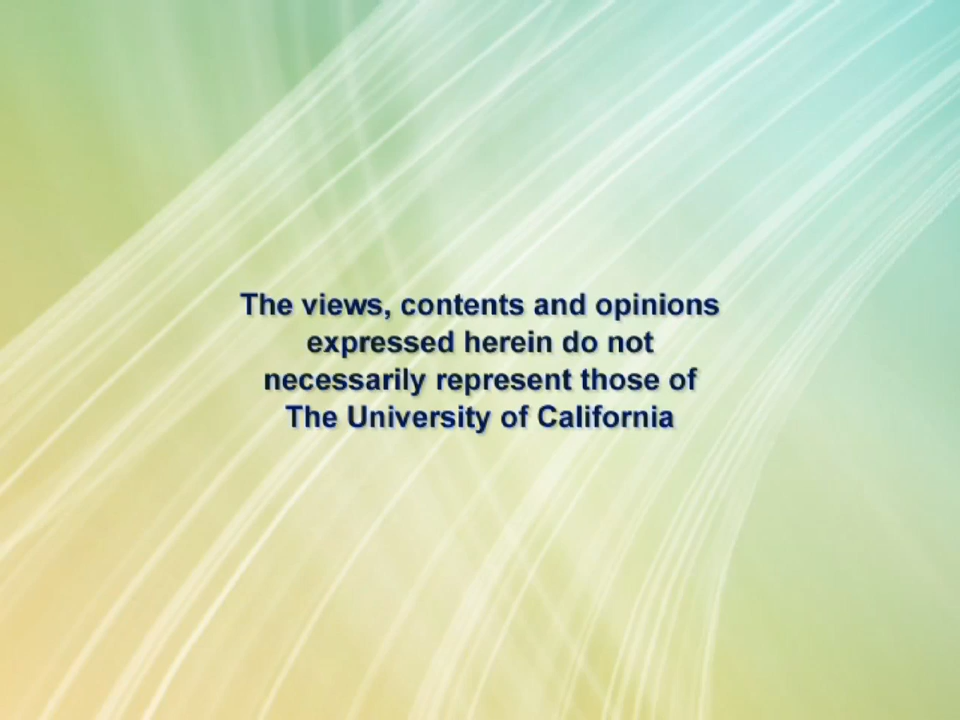 The views, contents and opinions
expressed herein do not
necessarily represent those of
The University of California